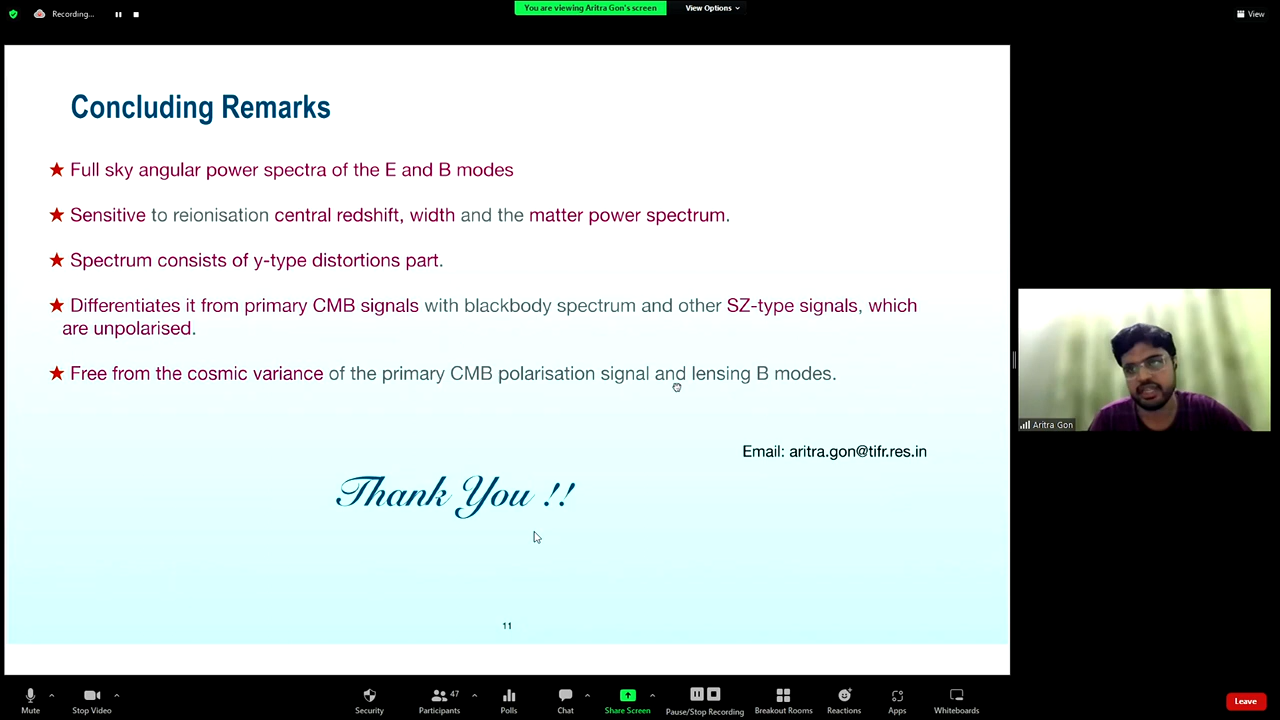 Recording...
You are viewing Aritra Gon's screen
View Options
View
Concluding Remarks
★ Full sky angular power spectra of the E and B modes
★ Sensitive to reionisation central redshift, width and the matter power spectrum.
★ Spectrum consists of y-type distortions part.
★ Differentiates it from primary CMB signals with blackbody spectrum and other SZ-type signals, which
are unpolarised.
★ Free from the cosmic variance of the primary CMB polarisation signal and lensing B modes.
Aritra Gon
Email: aritra.gon@tifr.res.in
Thank You !!
11
Mute
Stop Video
Security
Participants
47
Polls
Chat
Share Screen
Pause/Stop Recording
Breakout Rooms
Reactions
Apps
Whiteboards
Leave